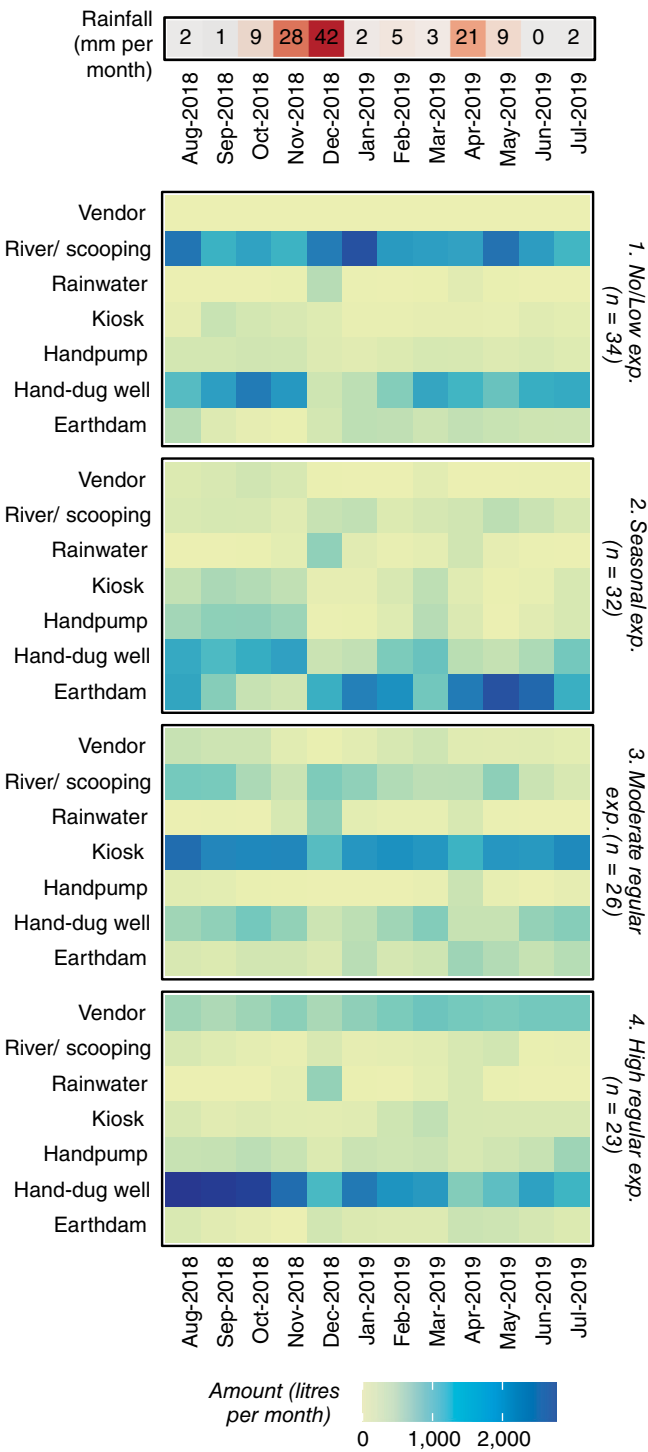 Rainfall
(mm per
month)
2 1 9 28 42 2 5 3 21 9 0 2
Aug-2018 Sep-2018 Oct-2018 Nov-2018 Dec-2018 Jan-2019 Feb-2019 Mar-2019 Apr-2019 May-2019 Jun-2019 Jul-2019
Vendor
River/ scooping
Rainwater
Kiosk
Handpump
Hand-dug well
Earthdam
1. No/Low exp.
(n = 34)
Vendor
River/ scooping
Rainwater
Kiosk
Handpump
Hand-dug well
Earthdam
2. Seasonal exp.
(n = 32)
Vendor
River/ scooping
Rainwater
Kiosk
Handpump
Hand-dug well
Earthdam
3. Moderate regular
exp.(n = 26)
Vendor
River/ scooping
Rainwater
Kiosk
Handpump
Hand-dug well
Earthdam
4. High regular exp.
(n = 23)
Aug-2018 Sep-2018 Oct-2018 Nov-2018 Dec-2018 Jan-2019 Feb-2019 Mar-2019 Apr-2019 May-2019 Jun-2019 Jul-2019
Amount (litres
per month)
0 1,000 2,000